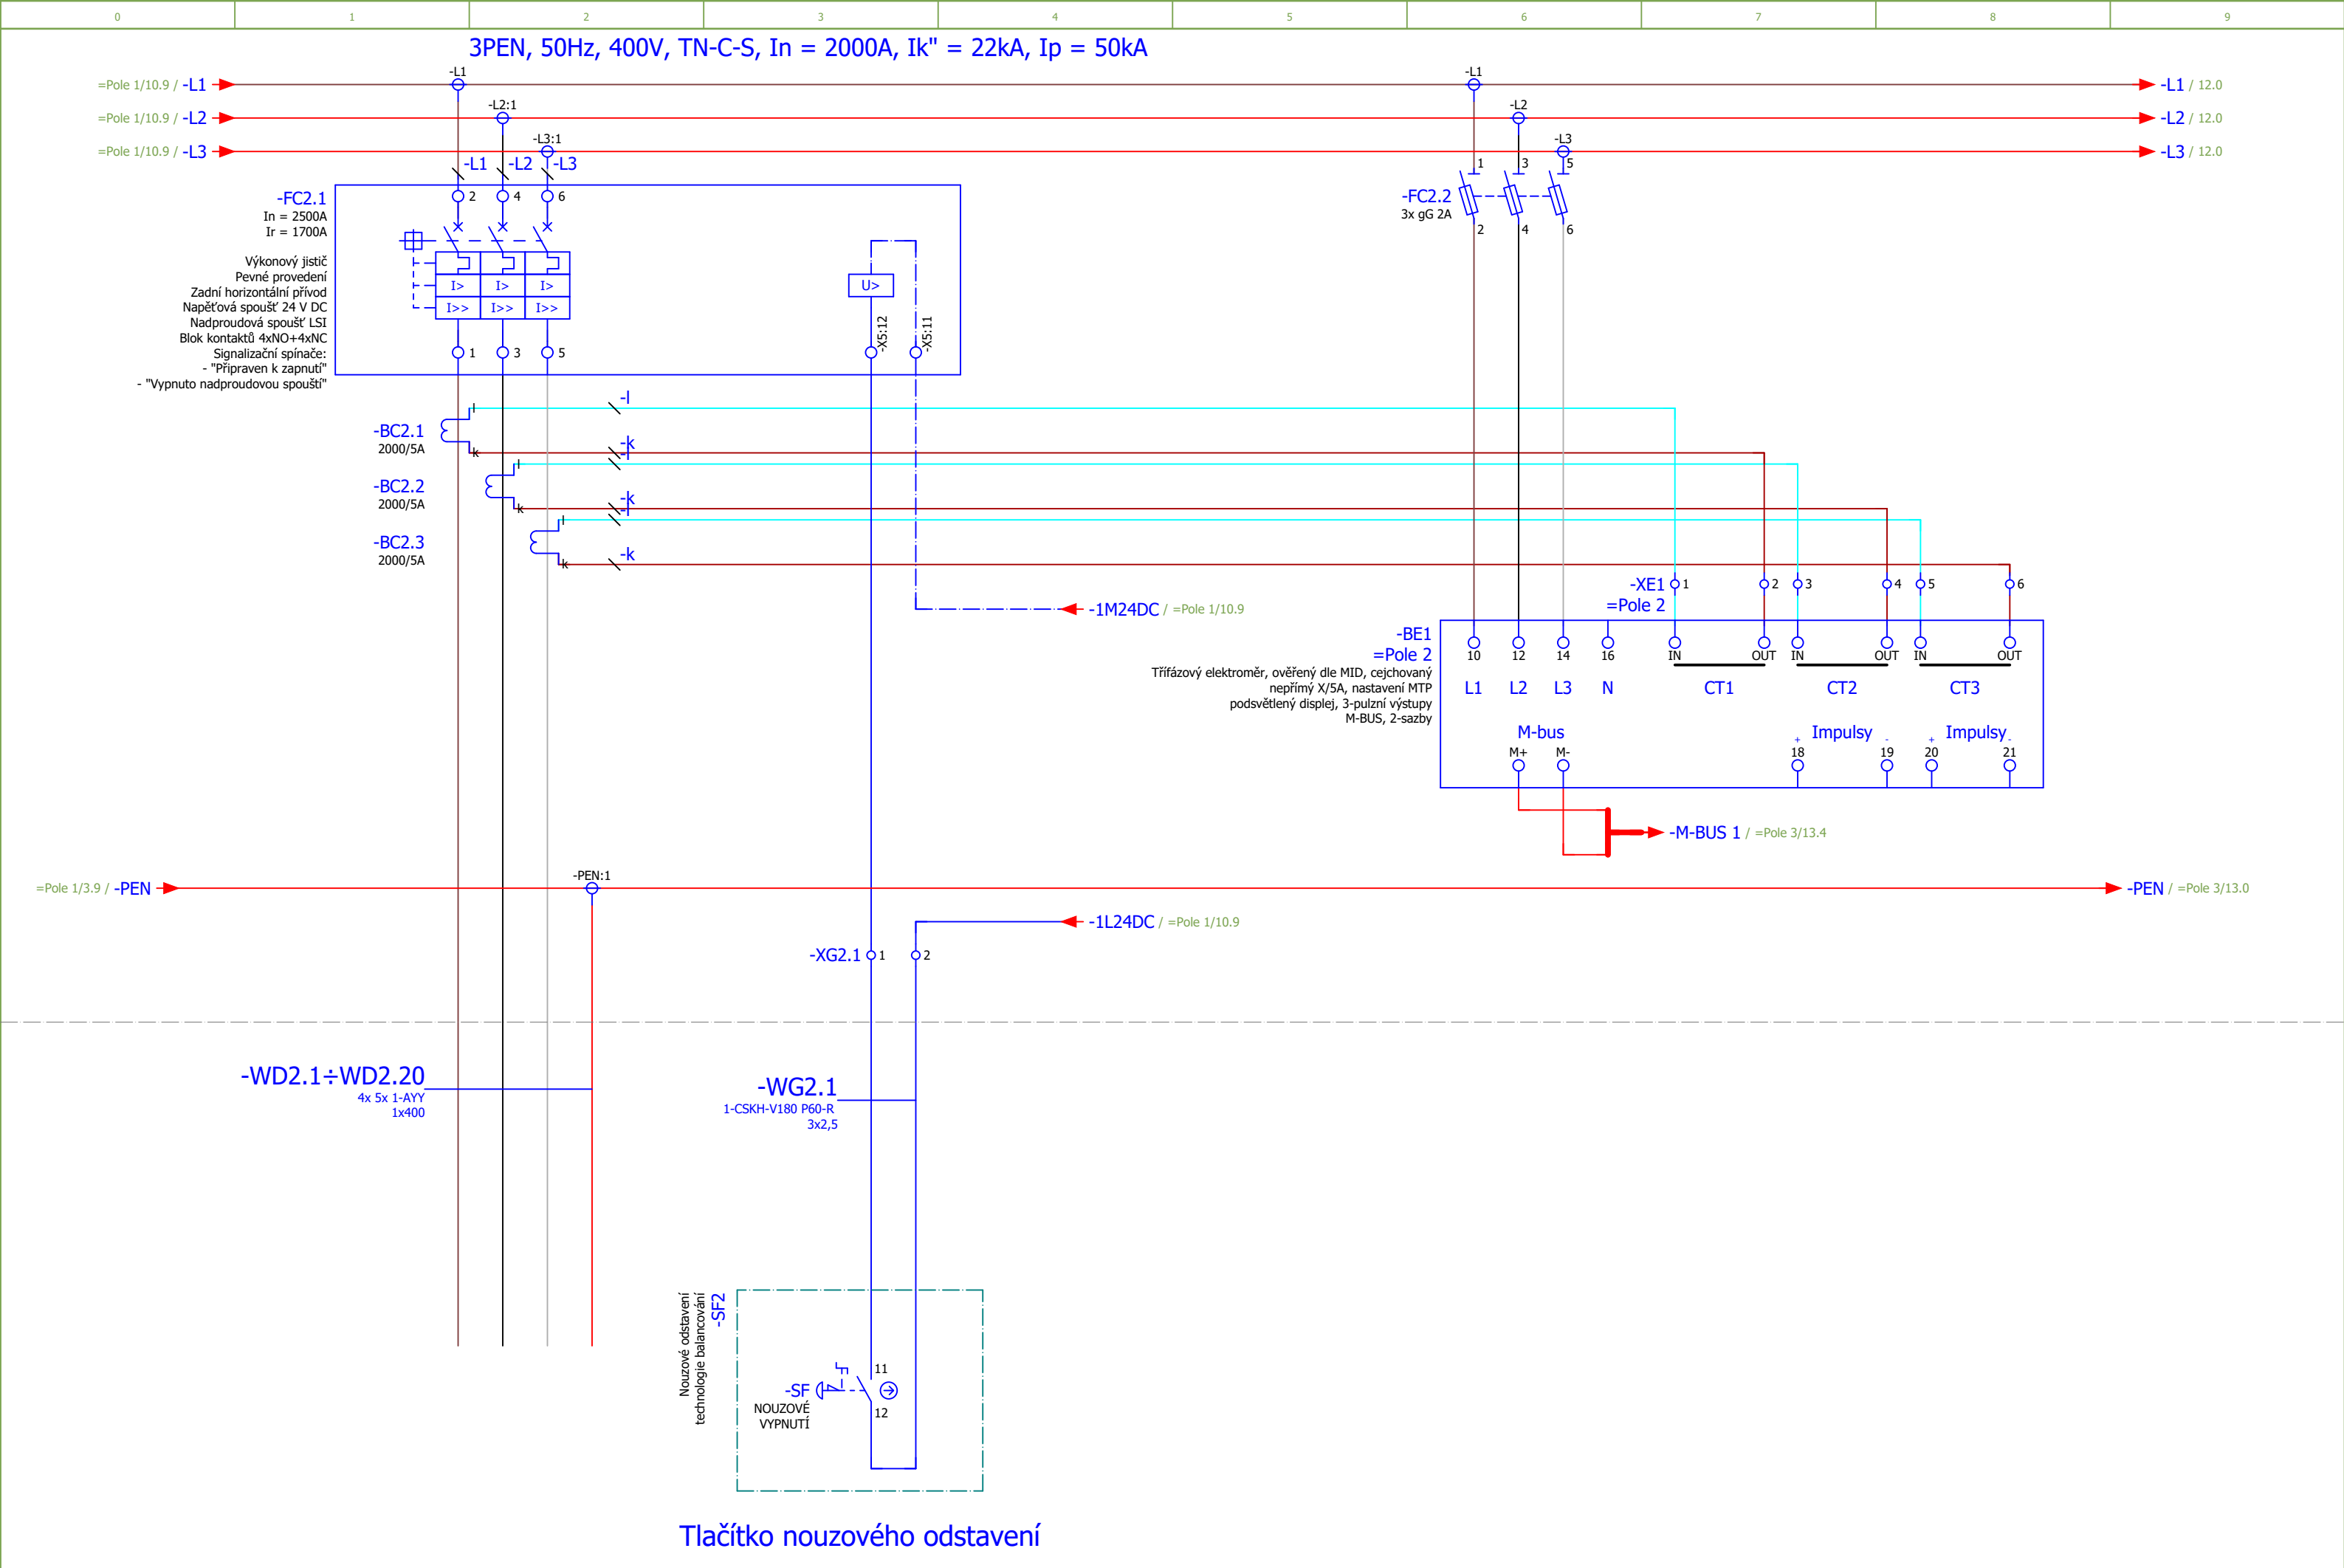 0 1 2 3 4 5 6 7 8 9
3PEN, 50Hz, 400V, TN-C-S, In = 2000A, Ik" = 22kA, Ip = 50kA
=Pole 1/10.9 / -L1
-L1
-L1
-L1 / 12.0
=Pole 1/10.9 / -L2
-L2:1
-L2
-L2 / 12.0
=Pole 1/10.9 / -L3
-L3:1
-L3
-L3 / 12.0
-L1 -L2 -L3
-FC2.1
In = 2500A
Ir = 1700A
Výkonový jistič
Pevné provedení
Zadní horizontální přívod
Napěťová spoušť 24 V DC
Nadproudová spoušť LSI
Blok kontaktů 4xNO+4xNC
Signalizační spínače:
- "Připraven k zapnutí"
- "Vypnuto nadproudovou spouští"
2 4 6
I> I> I>
I>> I>> I>>
1 3 5
U>
-X5:12
-X5:11
1 3 5
-FC2.2
3x gG 2A
2 4 6
-BC2.1
2000/5A
l
-l
k
-k
-BC2.2
2000/5A
l
-l
k
-k
-BC2.3
2000/5A
l
-l
k
-k
-1M24DC / =Pole 1/10.9
-XE1
=Pole 2
1 2 3 4 5 6
-BE1
=Pole 2
Třífázový elektroměr, ověřený dle MID, cejchovaný
nepřímý X/5A, nastavení MTP
podsvětlený displej, 3-pulzní výstupy
M-BUS, 2-sazby
10 12 14 16 IN OUT IN OUT IN OUT
L1 L2 L3 N CT1 CT2 CT3
M-bus
+ Impulsy -
+ Impulsy -
M+ M- 18 19 20 21
-M-BUS 1 / =Pole 3/13.4
=Pole 1/3.9 / -PEN
-PEN:1
-PEN / =Pole 3/13.0
-1L24DC / =Pole 1/10.9
-XG2.1
1 2
-WD2.1÷WD2.20
4x 5x 1-AYY
1x400
-WG2.1
1-CSKH-V180 P60-R
3x2,5
Nouzové odstavení
technologie balancování
-SF2
-SF
NOUZOVÉ
VYPNUTÍ
11
12
Tlačítko nouzového odstavení